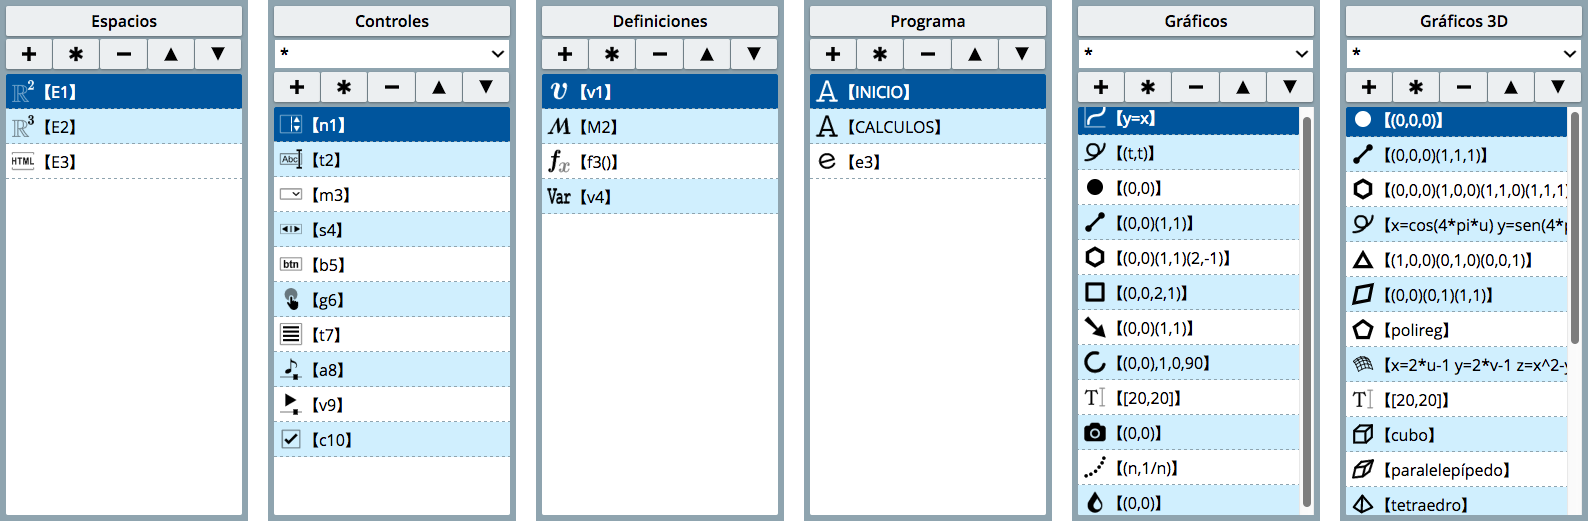 Espacios
ℝ² 【E1】
ℝ³ 【E2】
HTML 【E3】
Controles
*
【n1】
Abc 【t2】
【m3】
【s4】
btn 【b5】
【g6】
【t7】
【a8】
【v9】
【c10】
Definiciones
v 【v1】
M 【M2】
fx 【f3()】
Var 【v4】
Programa
A 【INICIO】
A 【CALCULOS】
e 【e3】
Gráficos
*
【y=x】
【(t,t)】
【(0,0)】
【(0,0)(1,1)】
【(0,0)(1,1)(2,-1)】
【(0,0,2,1)】
【(0,0)(1,1)】
【(0,0),1,0,90】
T 【[20,20]】
【(0,0)】
【(n,1/n)】
【(0,0)】
Gráficos 3D
*
【(0,0,0)】
【(0,0,0)(1,1,1)】
【(0,0,0)(1,0,0)(1,1,0)(1,1,1
【x=cos(4*pi*u) y=sen(4*p
【(1,0,0)(0,1,0)(0,0,1)】
【(0,0)(0,1)(1,1)】
【polireg】
【x=2*u-1 y=2*v-1 z=x^2-y
T 【[20,20]】
【cubo】
【paralelepípedo】
【tetraedro】